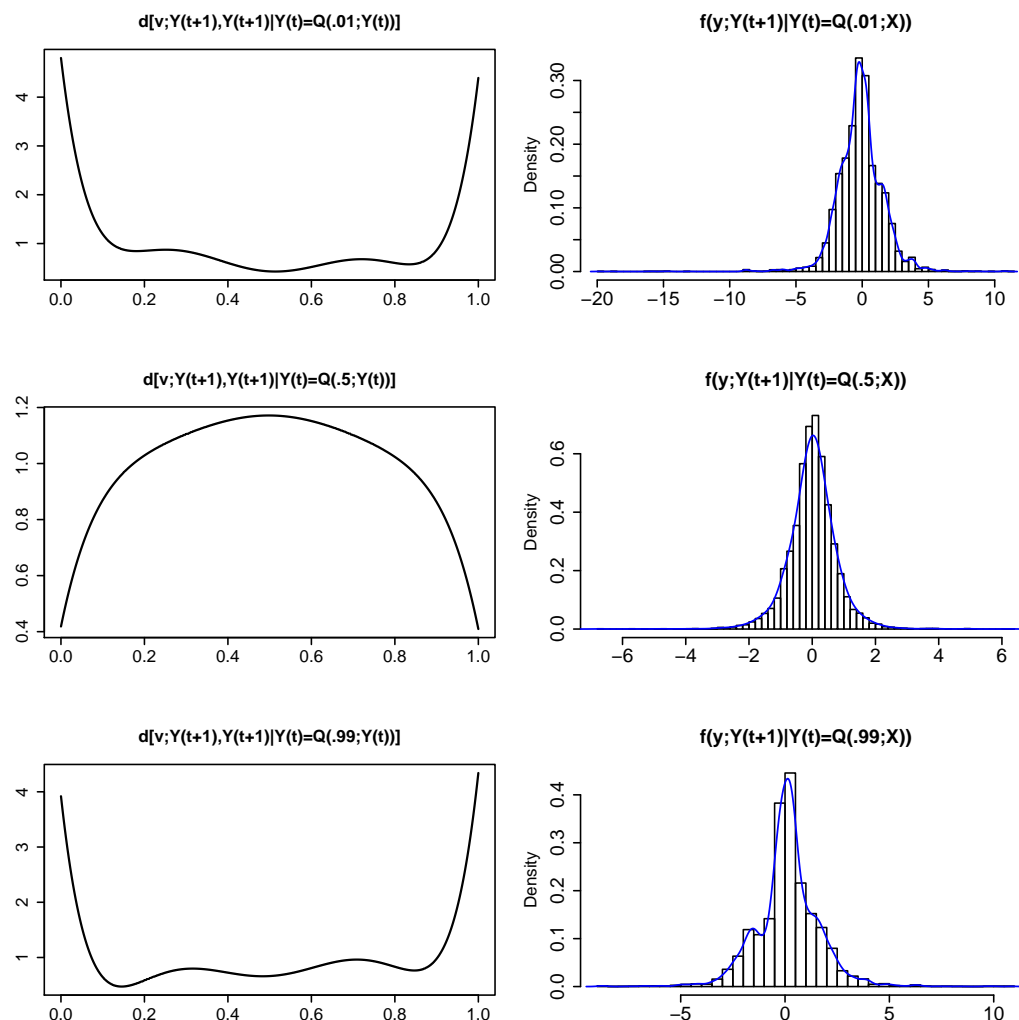 d[v;Y(t+1),Y(t+1)|Y(t)=Q(.01;Y(t))]
4
3
2
1
0.0 0.2 0.4 0.6 0.8 1.0
f(y;Y(t+1)|Y(t)=Q(.01;X))
Density
0.30
0.20
0.10
0.00
−20 −15 −10 −5 0 5 10
d[v;Y(t+1),Y(t+1)|Y(t)=Q(.5;Y(t))]
1.2
1.0
0.8
0.6
0.4
0.0 0.2 0.4 0.6 0.8 1.0
f(y;Y(t+1)|Y(t)=Q(.5;X))
Density
0.6
0.4
0.2
0.0
−6 −4 −2 0 2 4 6
d[v;Y(t+1),Y(t+1)|Y(t)=Q(.99;Y(t))]
4
3
2
1
0.0 0.2 0.4 0.6 0.8 1.0
f(y;Y(t+1)|Y(t)=Q(.99;X))
Density
0.4
0.3
0.2
0.1
0.0
−5 0 5 10